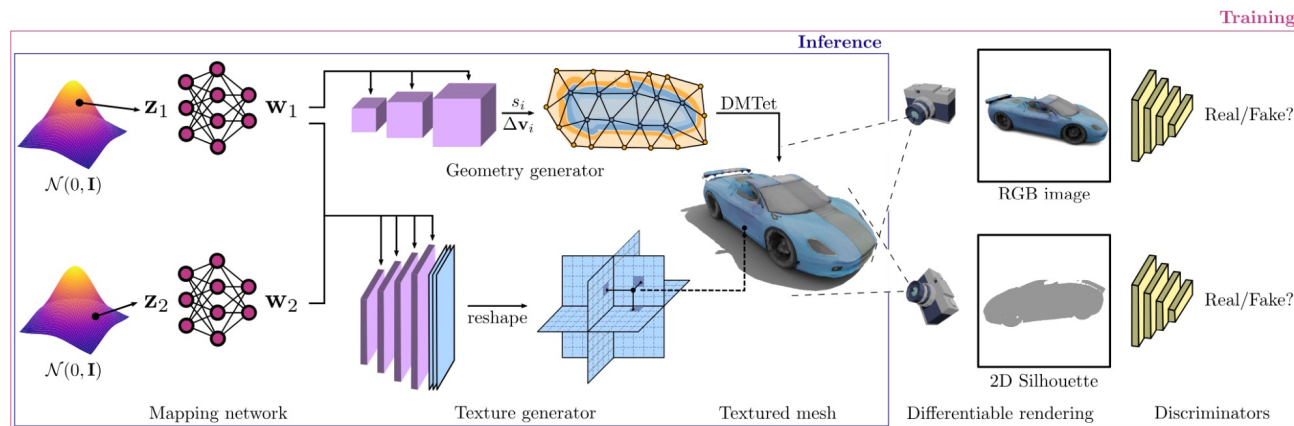 Training
Inference
z₁
w₁
sᵢ
Δvᵢ
DMTet
Real/Fake?
N(0, I)
Geometry generator
RGB image
z₂
w₂
reshape
Real/Fake?
N(0, I)
2D Silhouette
Mapping network
Texture generator
Textured mesh
Differentiable rendering
Discriminators